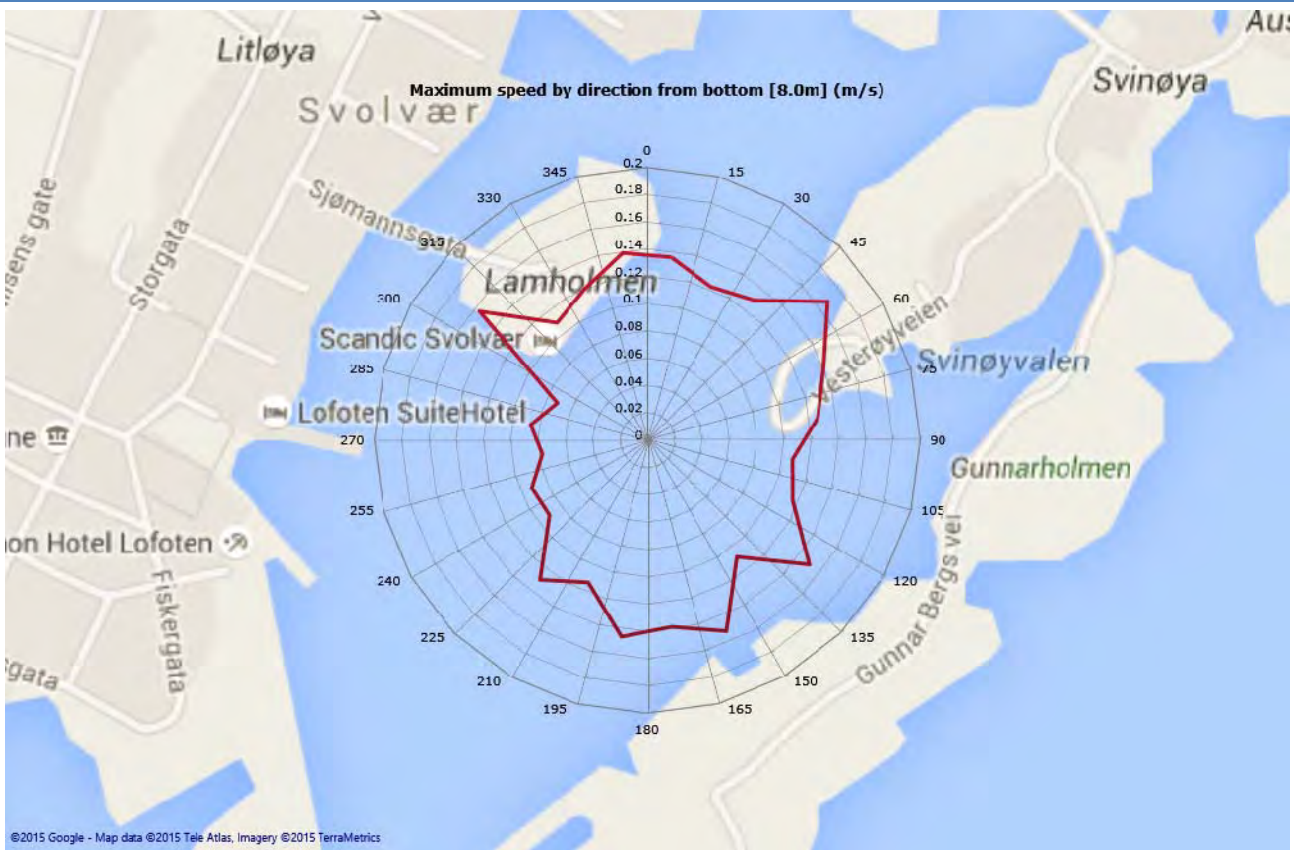 Litløya
Aus
Svinøya
Maximum speed by direction from bottom [8.0m] (m/s)
Svolvær
0
345
0.2
15
330
0.18
30
Sjømannsgata
0.16
315
0.14
45
Storgata
Lamholmen
0.12
300
0.1
60
Scandic Svolvær
0.08
Vesterøyveien
285
0.06
75
Svinøyvalen
0.04
Lofoten SuiteHotel
0.02
270
0
90
Gunnarholmen
255
105
Hotel Lofoten
Fiskergata
240
120
Gunnar Bergs vei
225
135
210
150
195
165
180
©2015 Google - Map data ©2015 Tele Atlas, Imagery ©2015 TerraMetrics